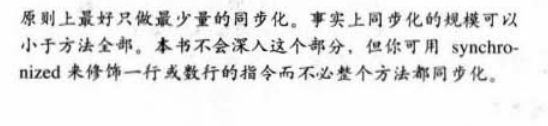 原则上最好只做最少量的同步化。事实上同步化的规模可以
小于方法全部。本书不会深入这个部分，但你可用 synchro-
nized 来修饰一行或数行的指令而不必整个方法都同步化。